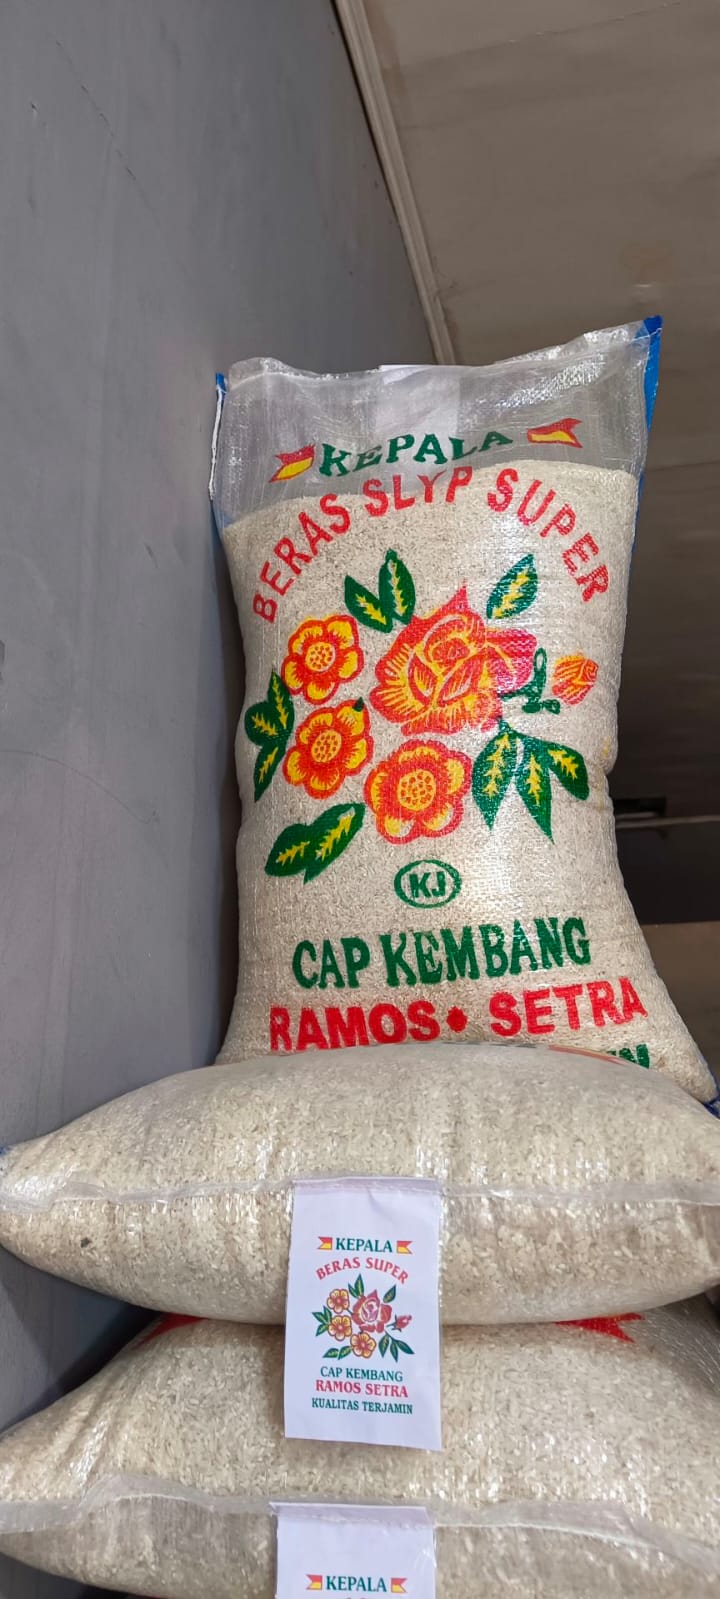 KEPALA
BERAS SLYP SUPER
KJ
CAP KEMBANG
RAMOS • SETRA
KEPALA
BERAS SUPER
CAP KEMBANG
RAMOS SETRA
KUALITAS TERJAMIN
KEPALA